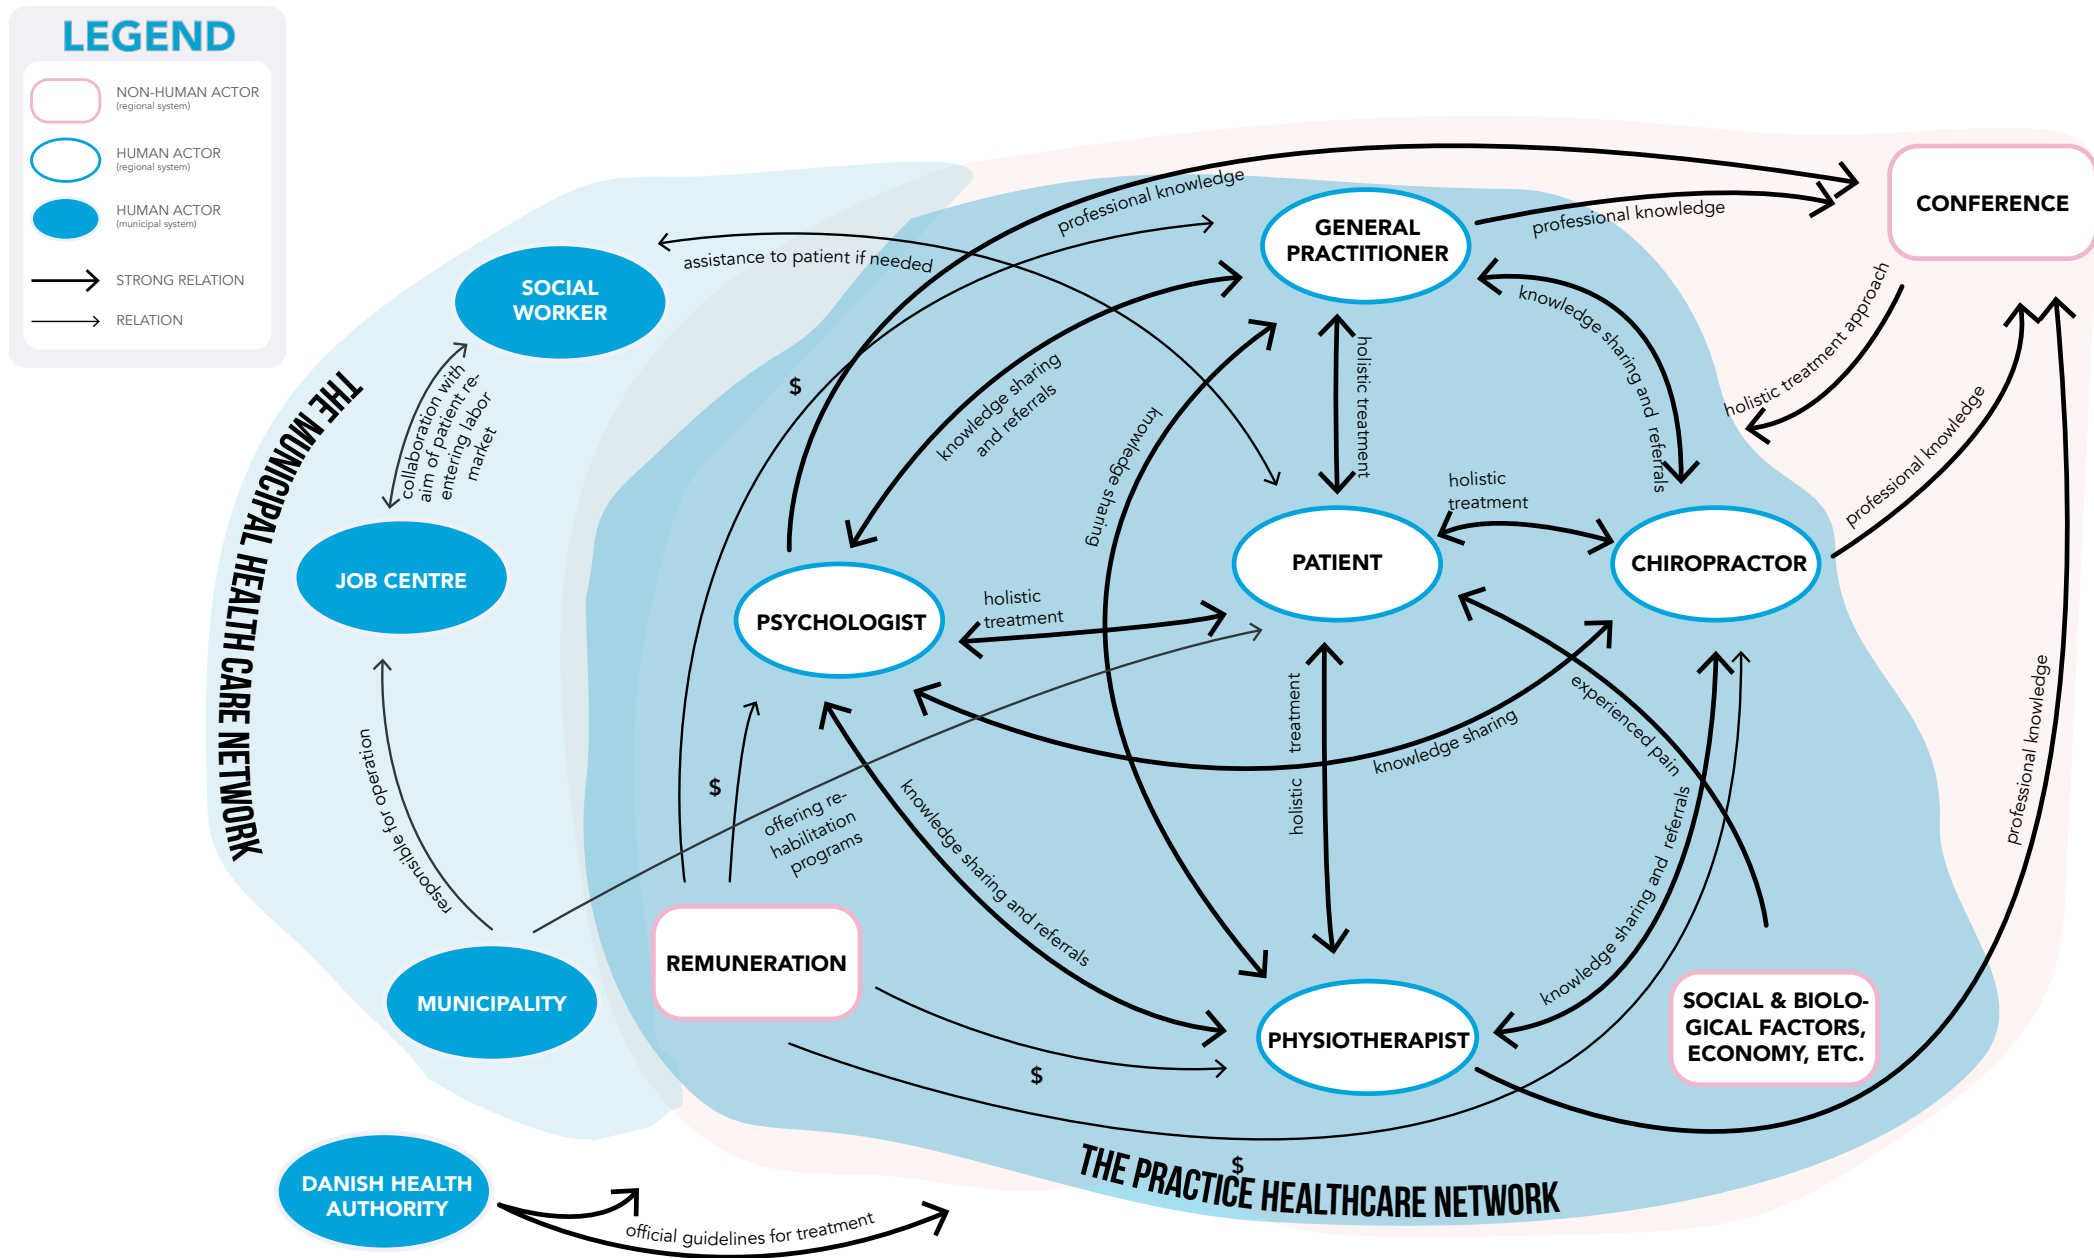 LEGEND
NON-HUMAN ACTOR
(regional system)
HUMAN ACTOR
(regional system)
HUMAN ACTOR
(municipal system)
STRONG RELATION
RELATION
THE MUNICIPAL HEALTH CARE NETWORK
SOCIAL
WORKER
assistance to patient if needed
collaboration with
aim of patient re-
entering labor
market
JOB CENTRE
responsible for operation
MUNICIPALITY
offering re-
habilitation
programs
DANISH HEALTH
AUTHORITY
official guidelines for treatment
professional knowledge
GENERAL
PRACTITIONER
professional knowledge
CONFERENCE
holistic treatment approach
knowledge sharing
and referrals
knowledge sharing
holistic treatment
knowledge sharing and referrals
$
holistic
treatment
PATIENT
CHIROPRACTOR
professional knowledge
PSYCHOLOGIST
holistic
treatment
knowledge sharing
experienced pain
holistic treatment
$
knowledge sharing and referrals
knowledge sharing and referrals
professional knowledge
REMUNERATION
$
PHYSIOTHERAPIST
SOCIAL & BIOLO-
GICAL FACTORS,
ECONOMY, ETC.
$
THE PRACTICE HEALTHCARE NETWORK